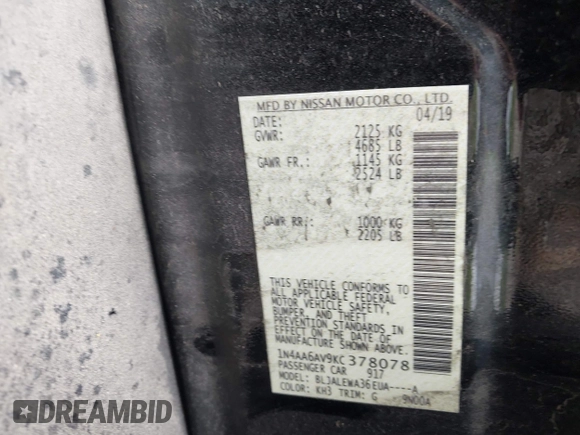 MFD BY NISSAN MOTOR CO., LTD.
DATE: 04/19
GVWR: 2125 KG
4685 LB
GAWR FR.: 1145 KG
2524 LB
GAWR RR.: 1000 KG
2205 LB
THIS VEHICLE CONFORMS TO
ALL APPLICABLE FEDERAL
MOTOR VEHICLE SAFETY,
BUMPER, AND THEFT
PREVENTION STANDARDS IN
EFFECT ON THE DATE OF
MANUFACTURE SHOWN ABOVE.
1N4AA6AV9KC378078
PASSENGER CAR 917
MODEL: BLJALEWA36EUA----A
COLOR: KH3 TRIM: G 9N00A
DREAMBID